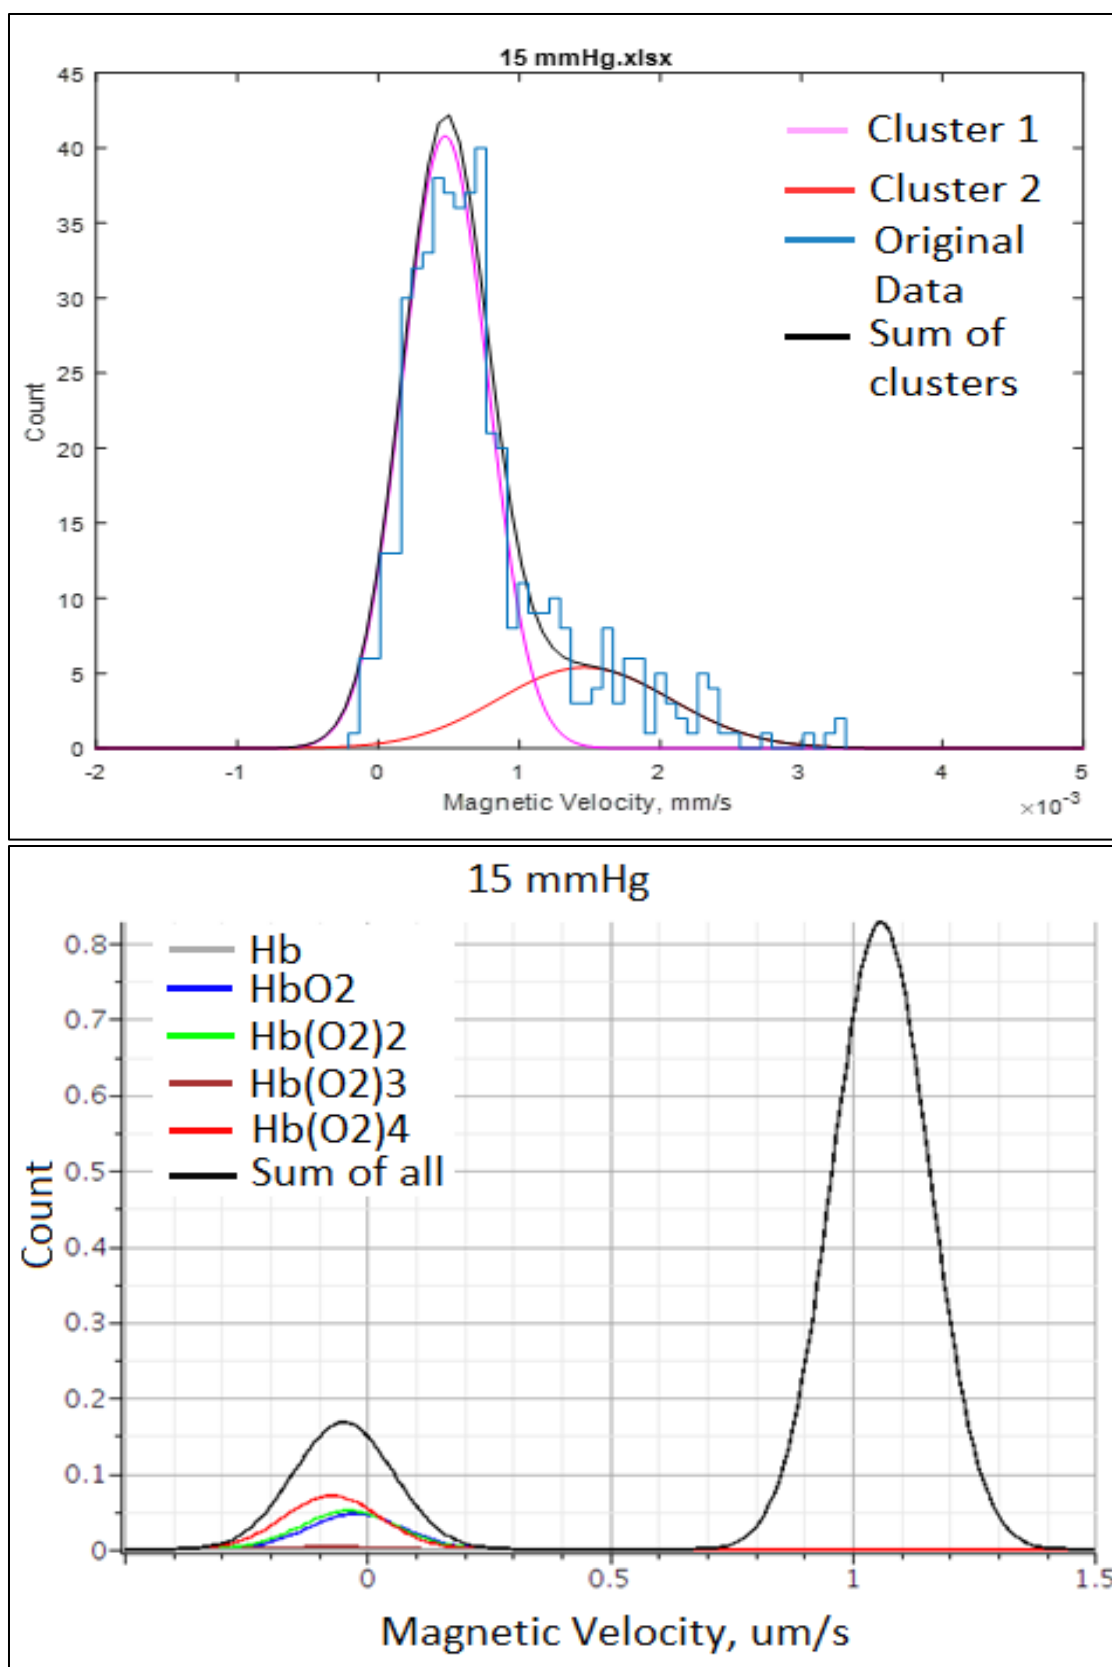 15 mmHg.xlsx
45
40
35
30
25
20
15
10
5
0
Count
Cluster 1
Cluster 2
Original
Data
Sum of
clusters
-2 -1 0 1 2 3 4 5
Magnetic Velocity, mm/s
×10-3
15 mmHg
Hb
HbO2
Hb(O2)2
Hb(O2)3
Hb(O2)4
Sum of all
0.8
0.7
0.6
0.5
0.4
0.3
0.2
0.1
0
Count
0 0.5 1 1.5
Magnetic Velocity, um/s